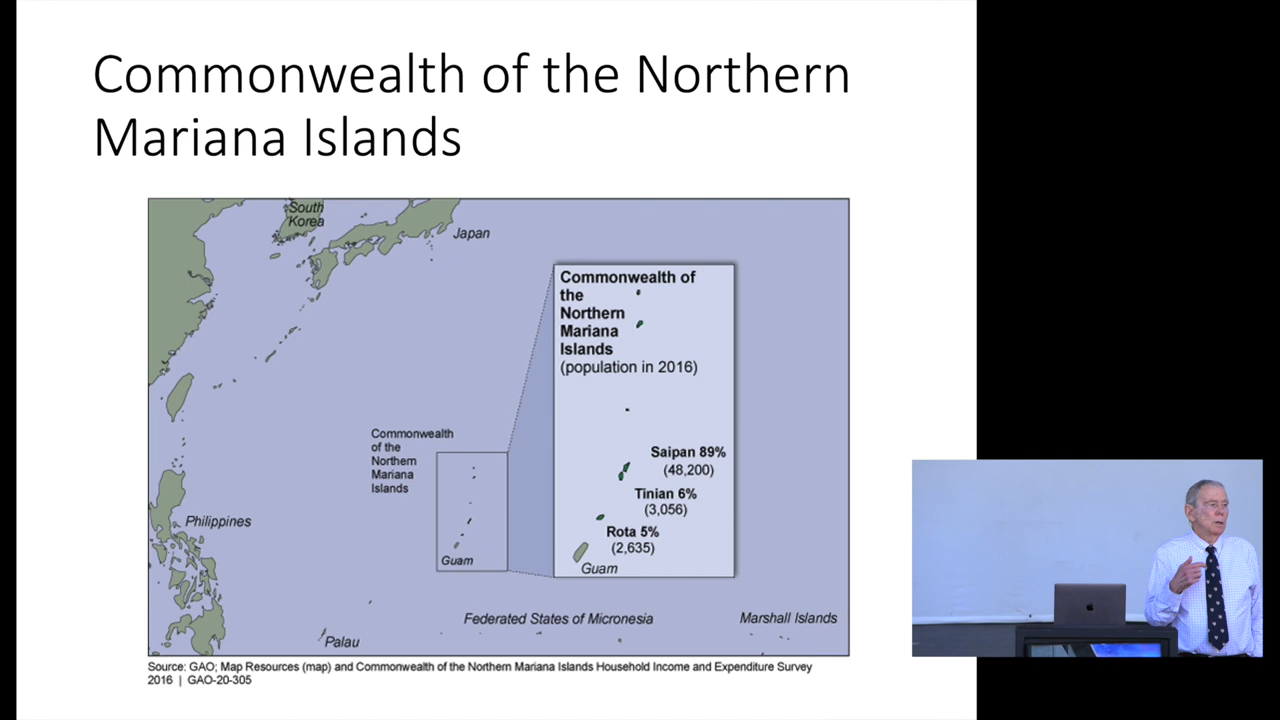 Commonwealth of the Northern
Mariana Islands
South
Korea
Japan
Commonwealth of
the
Northern
Mariana
Islands
(population in 2016)
Commonwealth
of the
Northern
Mariana
Islands
Saipan 89%
(48,200)
Tinian 6%
(3,056)
Rota 5%
(2,635)
Guam
Philippines
Guam
Federated States of Micronesia
Marshall Islands
Palau
Source: GAO; Map Resources (map) and Commonwealth of the Northern Mariana Islands Household Income and Expenditure Survey
2016 | GAO-20-305